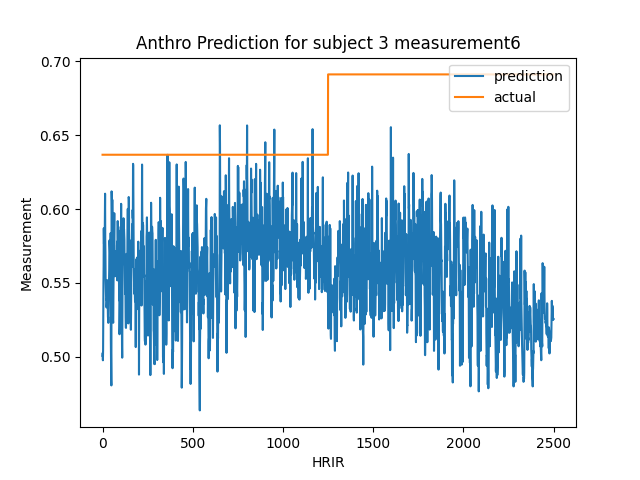 Anthro Prediction for subject 3 measurement6
prediction
actual
Measurement
0.70
0.65
0.60
0.55
0.50
0
500
1000
1500
2000
2500
HRIR